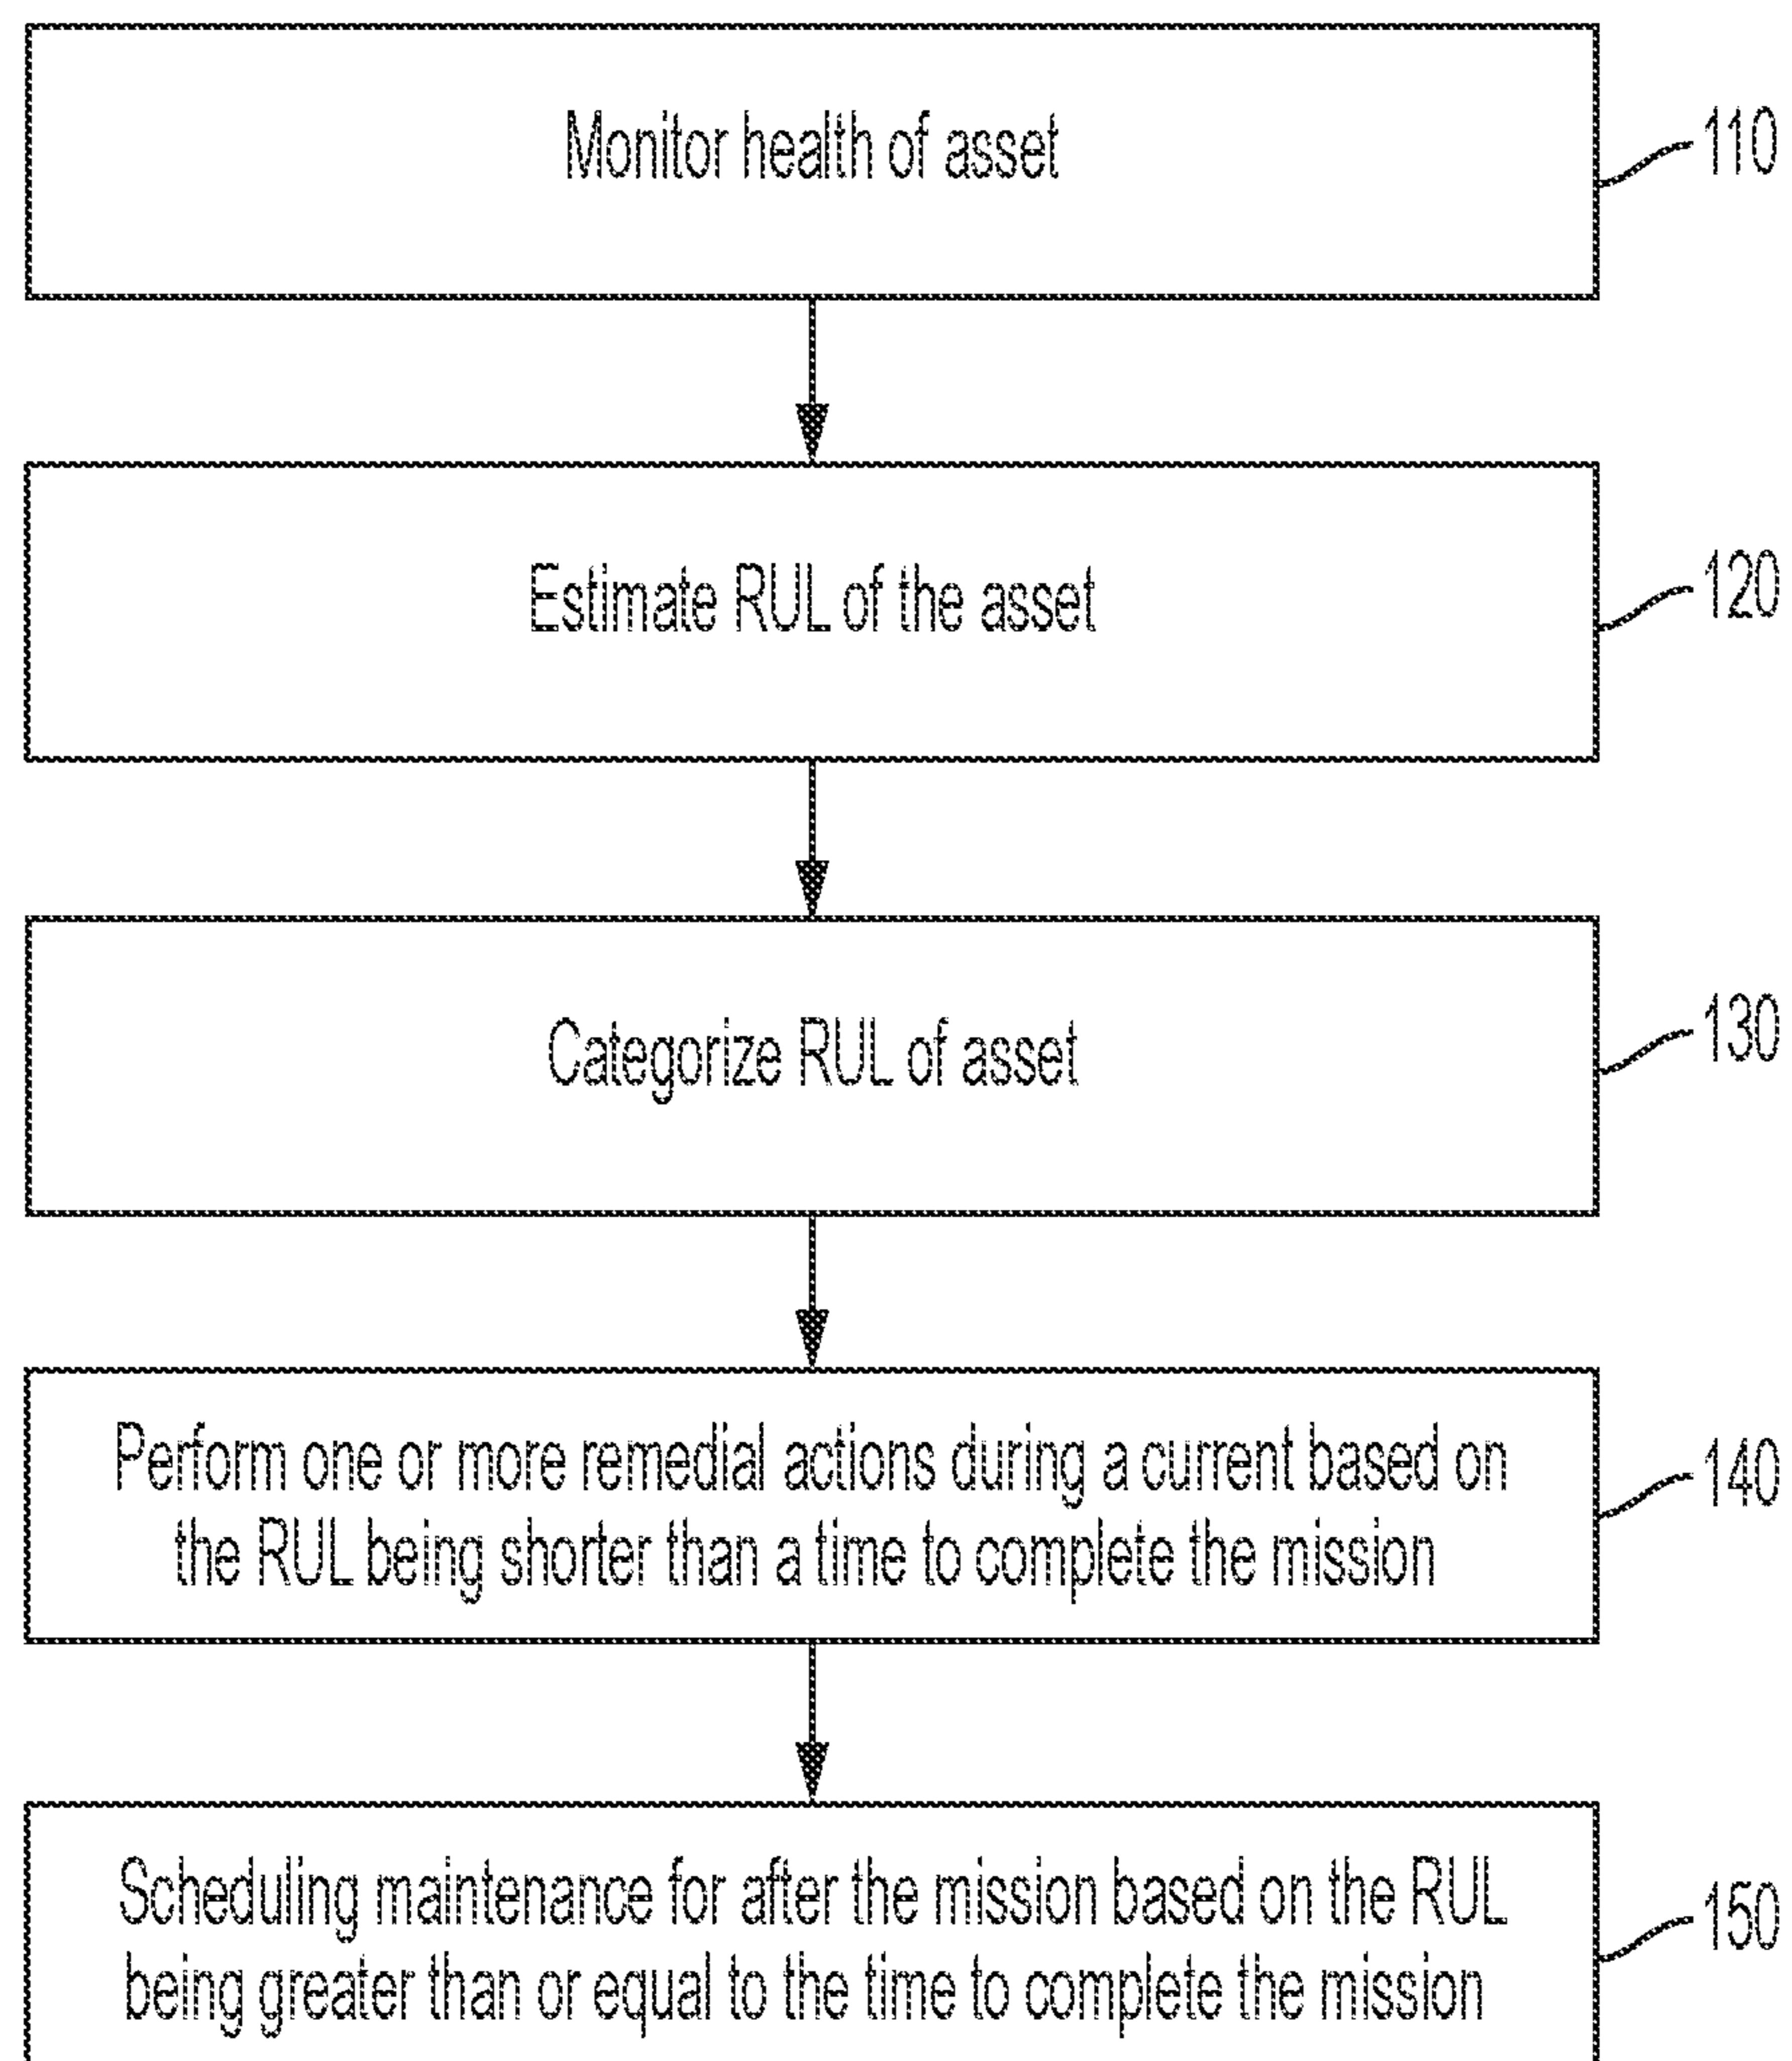 Monitor health of asset
110
Estimate RUL of the asset
120
Categorize RUL of asset
130
Perform one or more remedial actions during a current based on
the RUL being shorter than a time to complete the mission
140
Scheduling maintenance for after the mission based on the RUL
being greater than or equal to the time to complete the mission
150